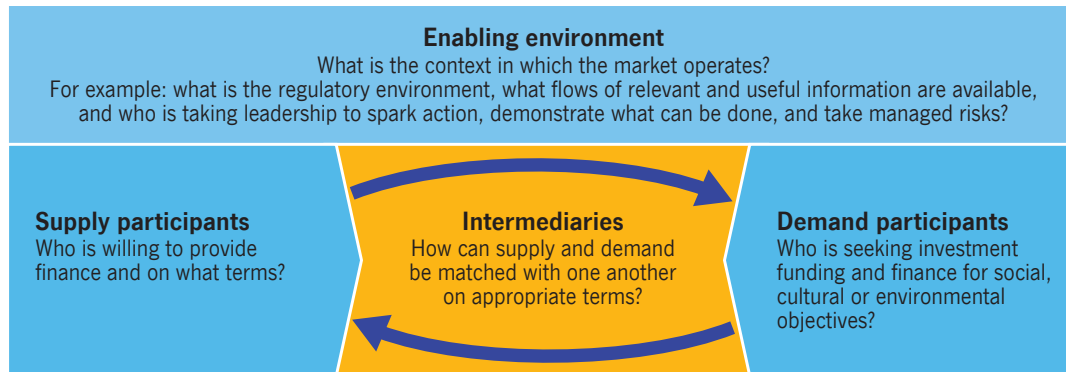 Enabling environment
What is the context in which the market operates?
For example: what is the regulatory environment, what flows of relevant and useful information are available,
and who is taking leadership to spark action, demonstrate what can be done, and take managed risks?
Supply participants
Who is willing to provide
finance and on what terms?
Intermediaries
How can supply and demand
be matched with one another
on appropriate terms?
Demand participants
Who is seeking investment
funding and finance for social,
cultural or environmental
objectives?